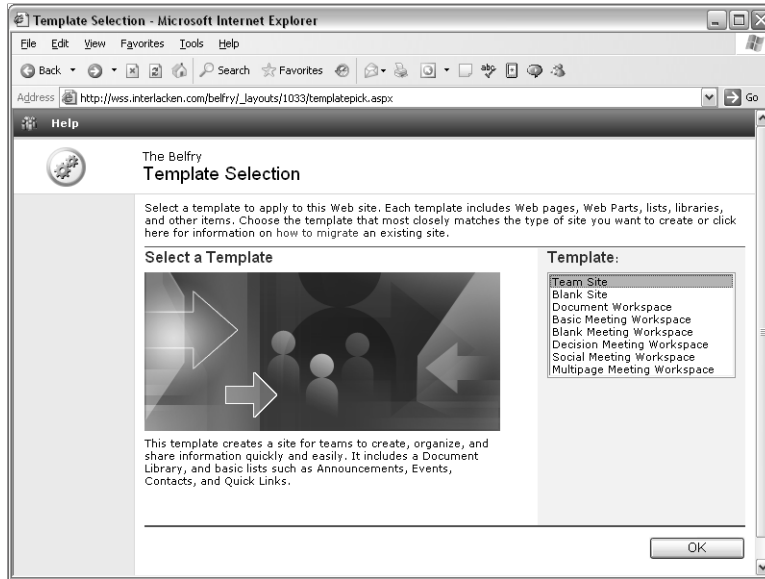 Template Selection - Microsoft Internet Explorer
File Edit View Favorites Tools Help
Back Search Favorites
Address http://wss.interlacken.com/belfry/_layouts/1033/templatepick.aspx Go
Help
The Belfry
Template Selection
Select a template to apply to this Web site. Each template includes Web pages, Web Parts, lists, libraries,
and other items. Choose the template that most closely matches the type of site you want to create or click
here for information on how to migrate an existing site.
Select a Template
Template:
Team Site
Blank Site
Document Workspace
Basic Meeting Workspace
Blank Meeting Workspace
Decision Meeting Workspace
Social Meeting Workspace
Multipage Meeting Workspace
This template creates a site for teams to create, organize, and
share information quickly and easily. It includes a Document
Library, and basic lists such as Announcements, Events,
Contacts, and Quick Links.
OK